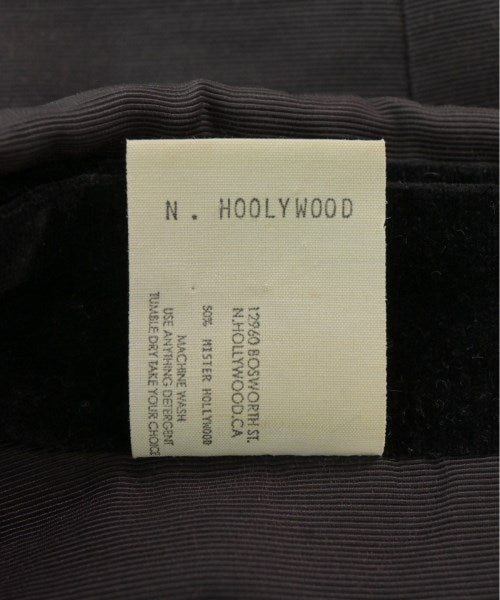 N. HOOLYWOOD
12960 BOSWORTH ST.
N.HOLLYWOOD.CA
50% MISTER HOLLYWOOD
MACHINE WASH
USE ANYTHING DETERGENT
TUMBLE DRY TAKE YOUR CHOICE